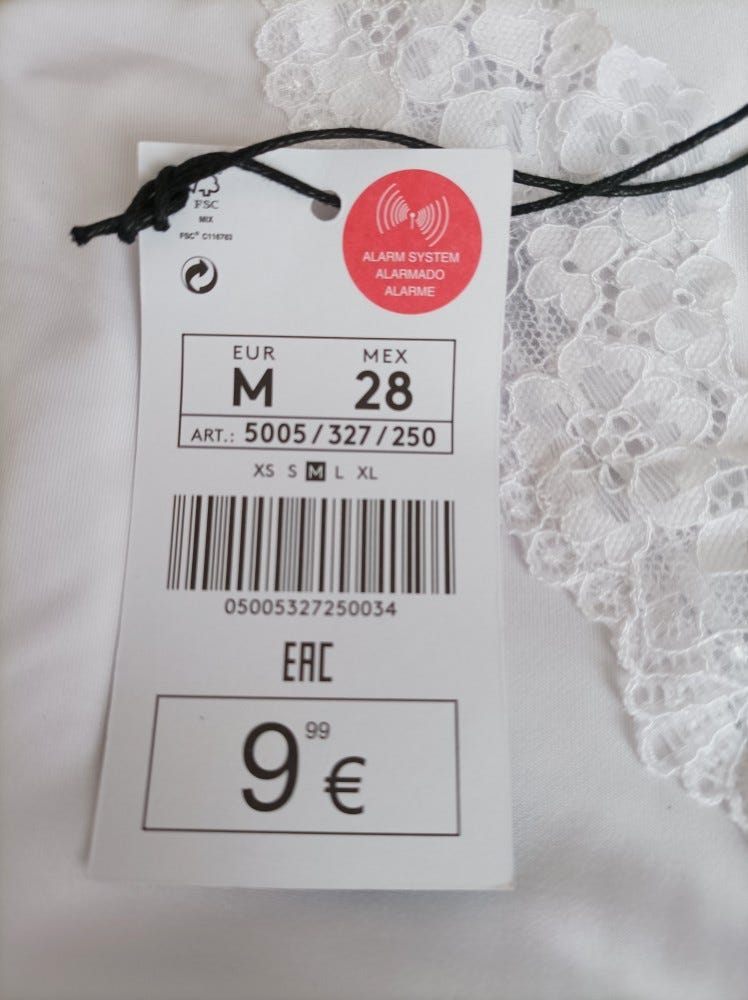 FSC
MIX
FSC® C116783
ALARM SYSTEM
ALARMADO
ALARME
EUR MEX
M 28
ART.: 5005/327/250
XS S M L XL
05005327250034
EAC
9 99 €